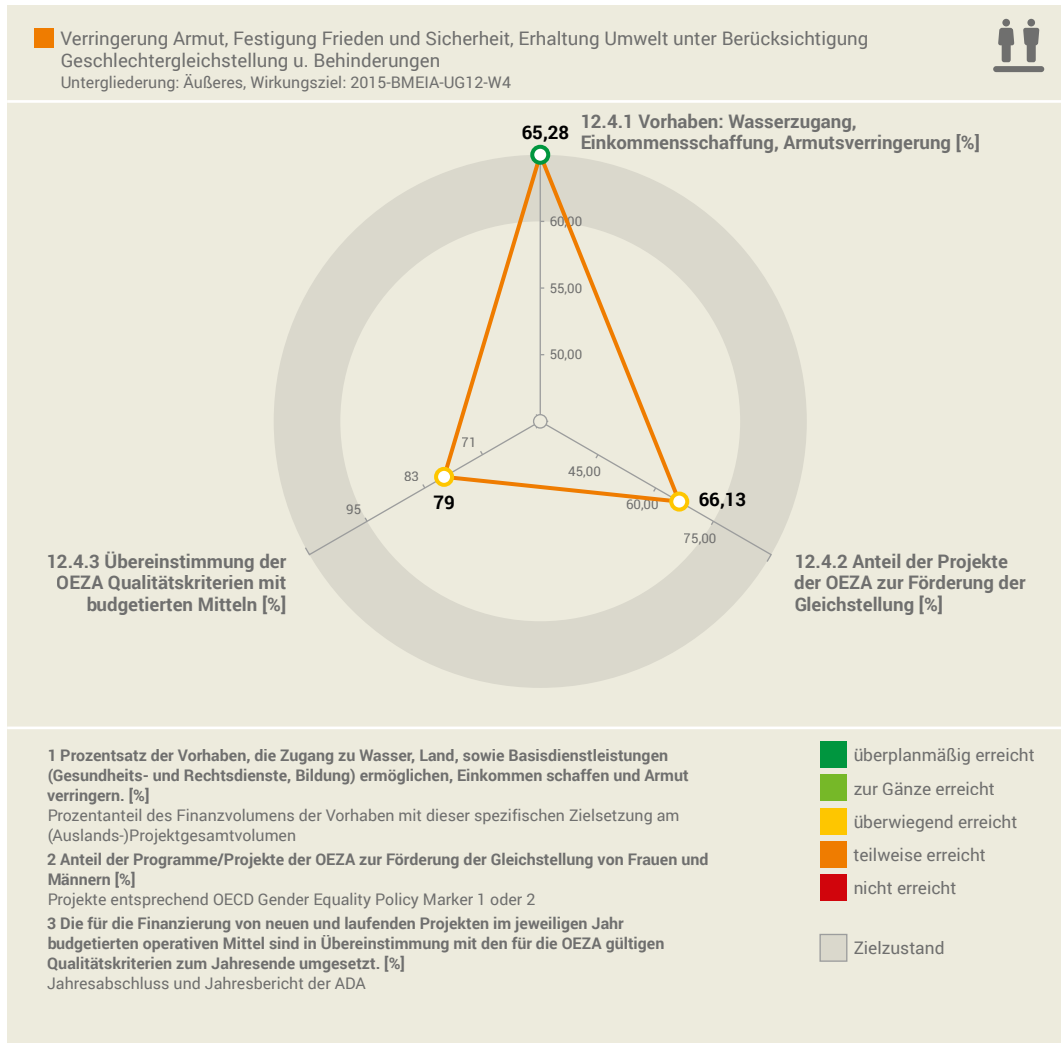 Verringerung Armut, Festigung Frieden und Sicherheit, Erhaltung Umwelt unter Berücksichtigung
Geschlechtergleichstellung u. Behinderungen
Untergliederung: Äußeres, Wirkungsziel: 2015-BMEIA-UG12-W4
65,28
12.4.1 Vorhaben: Wasserzugang,
Einkommensschaffung, Armutsverringerung [%]
60,00
55,00
50,00
71
83
95
79
45,00
60,00
75,00
66,13
12.4.3 Übereinstimmung der
OEZA Qualitätskriterien mit
budgetierten Mitteln [%]
12.4.2 Anteil der Projekte
der OEZA zur Förderung der
Gleichstellung [%]
1 Prozentsatz der Vorhaben, die Zugang zu Wasser, Land, sowie Basisdienstleistungen
(Gesundheits- und Rechtsdienste, Bildung) ermöglichen, Einkommen schaffen und Armut
verringern. [%]
Prozentanteil des Finanzvolumens der Vorhaben mit dieser spezifischen Zielsetzung am
(Auslands-)Projektgesamtvolumen
2 Anteil der Programme/Projekte der OEZA zur Förderung der Gleichstellung von Frauen und
Männern [%]
Projekte entsprechend OECD Gender Equality Policy Marker 1 oder 2
3 Die für die Finanzierung von neuen und laufenden Projekten im jeweiligen Jahr
budgetierten operativen Mittel sind in Übereinstimmung mit den für die OEZA gültigen
Qualitätskriterien zum Jahresende umgesetzt. [%]
Jahresabschluss und Jahresbericht der ADA
überplanmäßig erreicht
zur Gänze erreicht
überwiegend erreicht
teilweise erreicht
nicht erreicht
Zielzustand